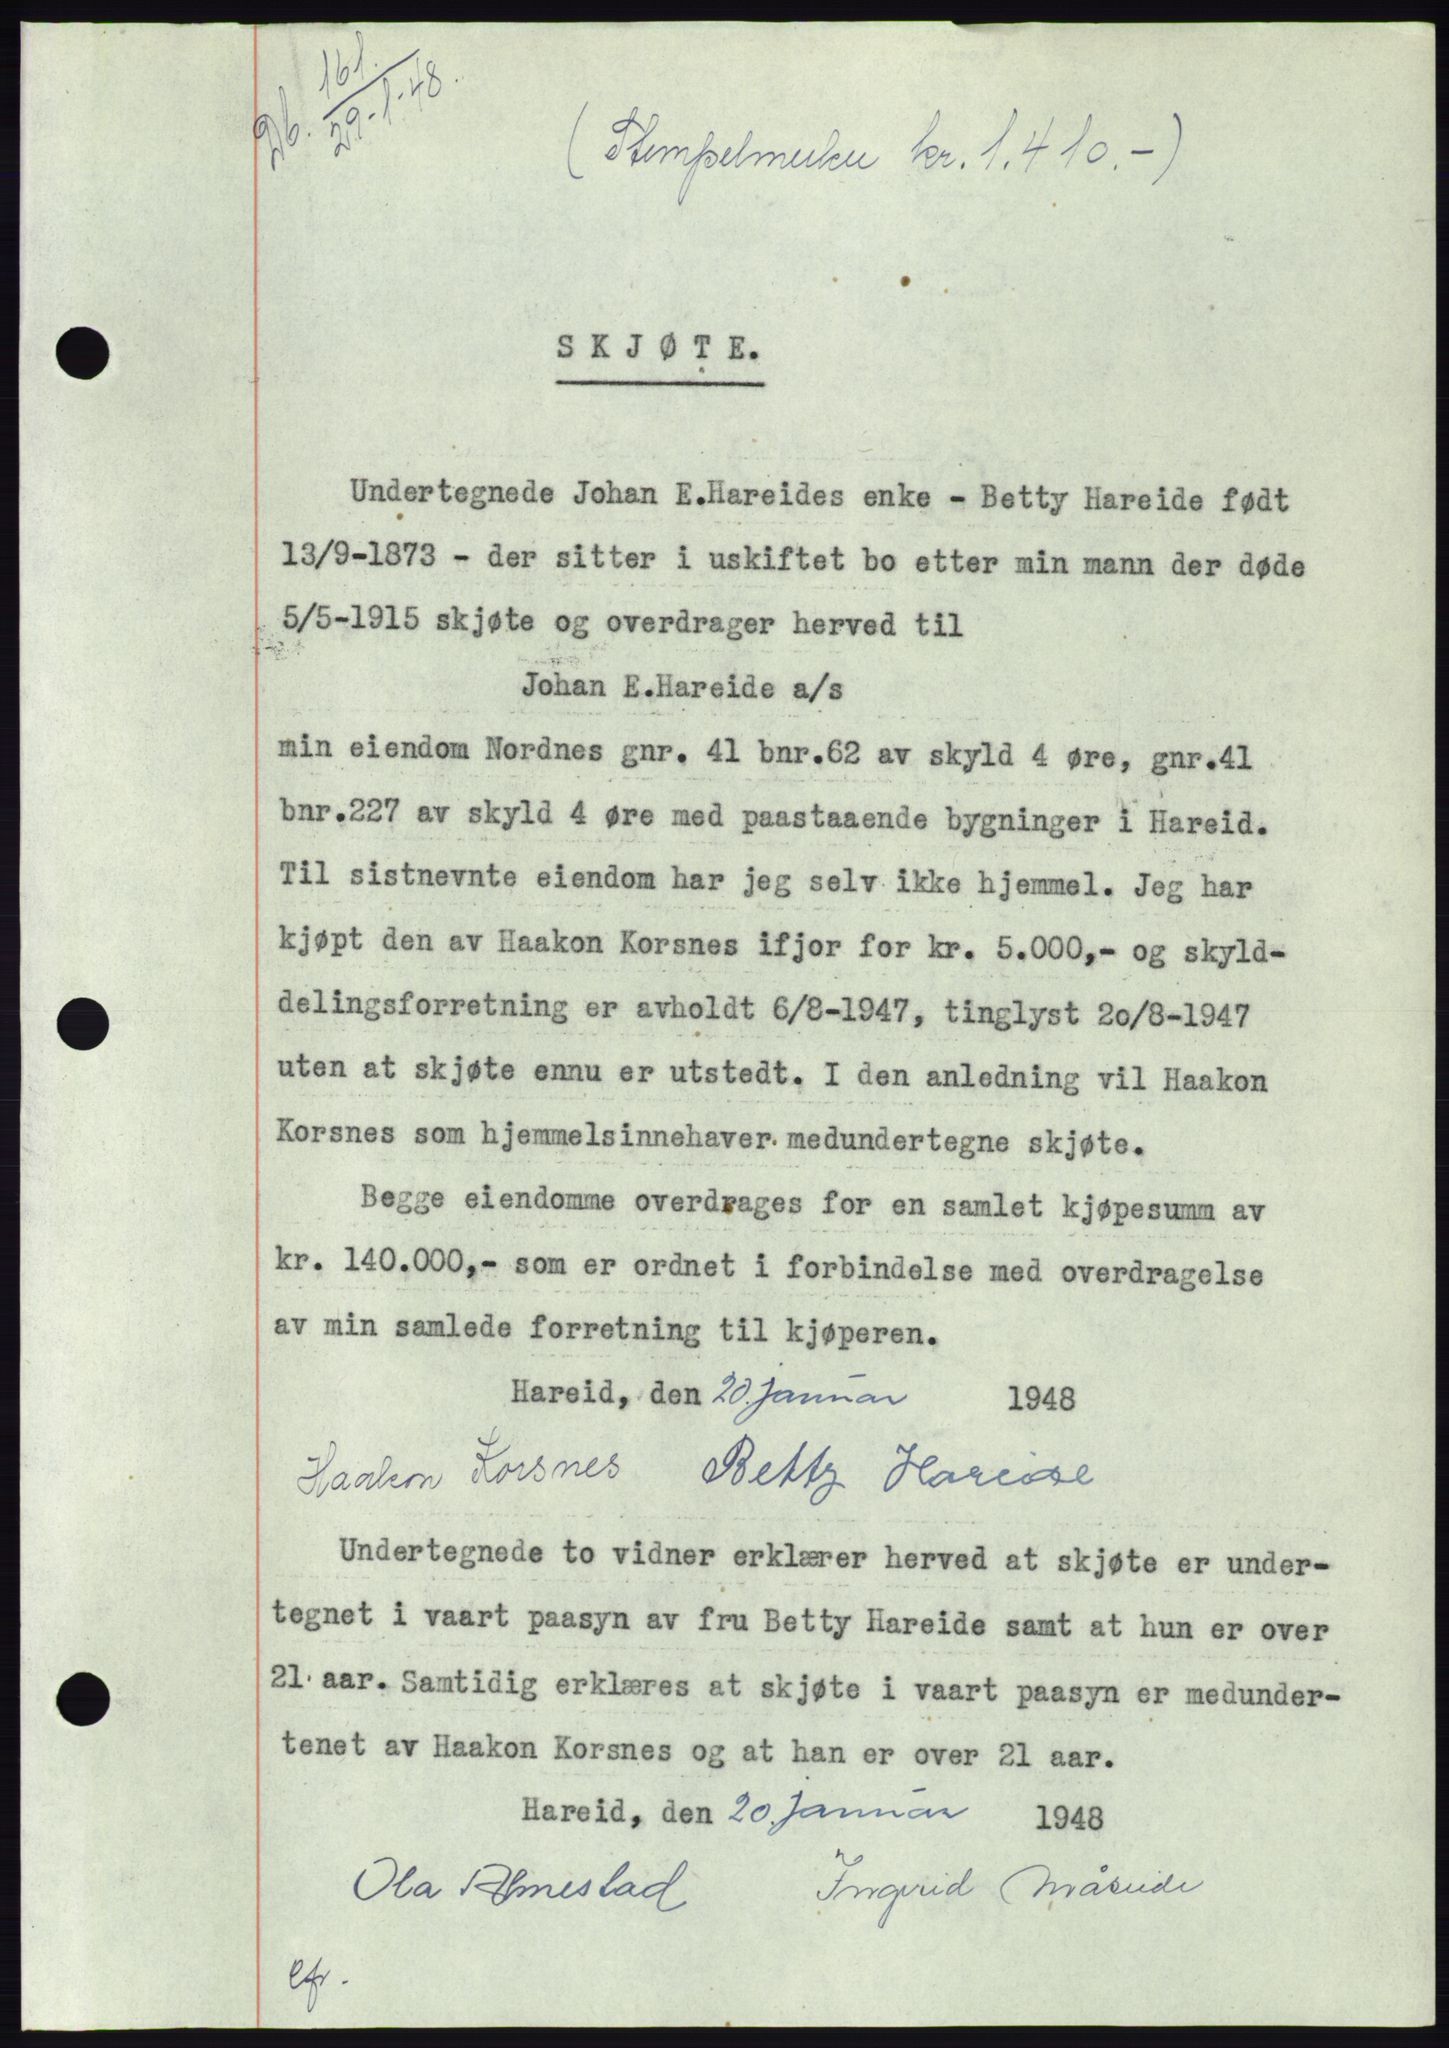 Db. 161.
29-1-48.
(Stempelmerker kr. 1.410.-)
SKJØTE.
Undertegnede Johan E.Hareides enke - Betty Hareide født
13/9-1873 - der sitter i uskiftet bo etter min mann der døde
5/5-1915 skjøte og overdrager herved til
Johan E.Hareide a/s
min eiendom Nordnes gnr. 41 bnr.62 av skyld 4 øre, gnr.41
bnr.227 av skyld 4 øre med paastaaende bygninger i Hareid.
Til sistnevnte eiendom har jeg selv ikke hjemmel. Jeg har
kjøpt den av Haakon Korsnes ifjor for kr. 5.000,- og skyld-
delingsforretning er avholdt 6/8-1947, tinglyst 2o/8-1947
uten at skjøte ennu er utstedt. I den anledning vil Haakon
Korsnes som hjemmelsinnehaver medundertegne skjøte.
Begge eiendomme overdrages for en samlet kjøpesumm av
kr. 140.000,- som er ordnet i forbindelse med overdragelse
av min samlede forretning til kjøperen.
Hareid, den 20. januar 1948
Haakon Korsnes Betty Hareide
Undertegnede to vidner erklærer herved at skjøte er under-
tegnet i vaart paasyn av fru Betty Hareide samt at hun er over
21 aar. Samtidig erklæres at skjøte i vaart paasyn er medunder-
tenet av Haakon Korsnes og at han er over 21 aar.
Hareid, den 20. januar 1948
Ola Almestad Ingrid Måseide